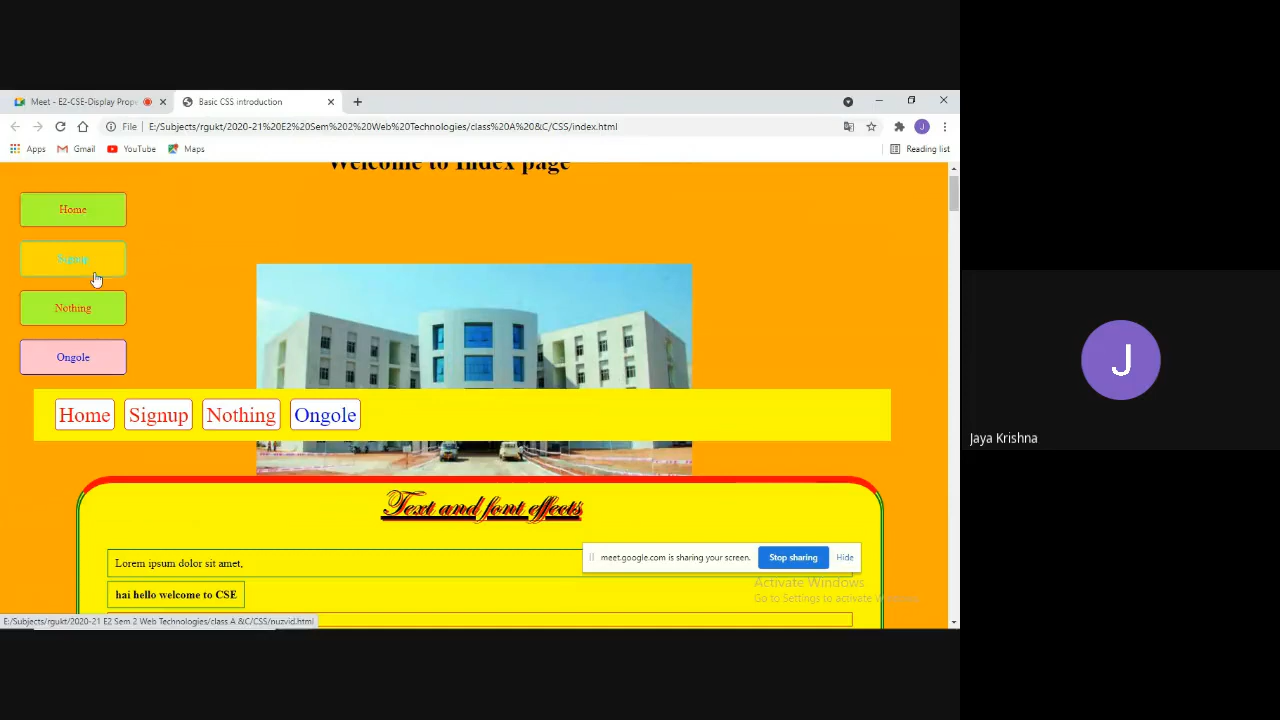 Meet - E2-CSE-Display Prope
Basic CSS introduction
File
E:/Subjects/rgukt/2020-21%20E2%20Sem%202%20Web%20Technologies/class%20A%20&C/CSS/index.html
J
Apps
Gmail
YouTube
Maps
Reading list
Welcome to Index page
Home
Signup
Nothing
Ongole
Home Signup Nothing Ongole
Text and font effects
Lorem ipsum dolor sit amet,
hai hello welcome to CSE
meet.google.com is sharing your screen.
Stop sharing
Hide
Activate Windows
Go to Settings to activate
E:/Subjects/rgukt/2020-21 E2 Sem 2 Web Technologies/class A &C/CSS/nuzvid.html
J
Jaya Krishna